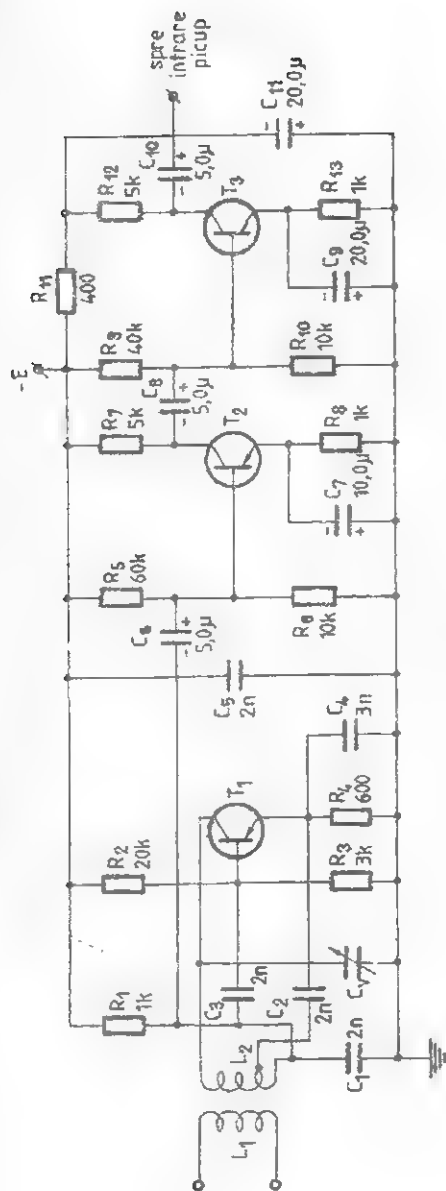 L1
L2
R1
1k
C3
2n
C2
2n
C1
2n
Cv
R2
20k
T1
R3
3k
R4
600
C4
3n
C5
2n
C6
5,0µ
R5
60k
R6
10k
T2
R7
5k
C7
10,0µ
R8
1k
C8
5,0µ
-E
R9
40k
R10
10k
R11
400
R12
5k
T3
C9
20,0µ
R13
1k
C10
5,0µ
C11
20,0µ
spre
intrare
picup